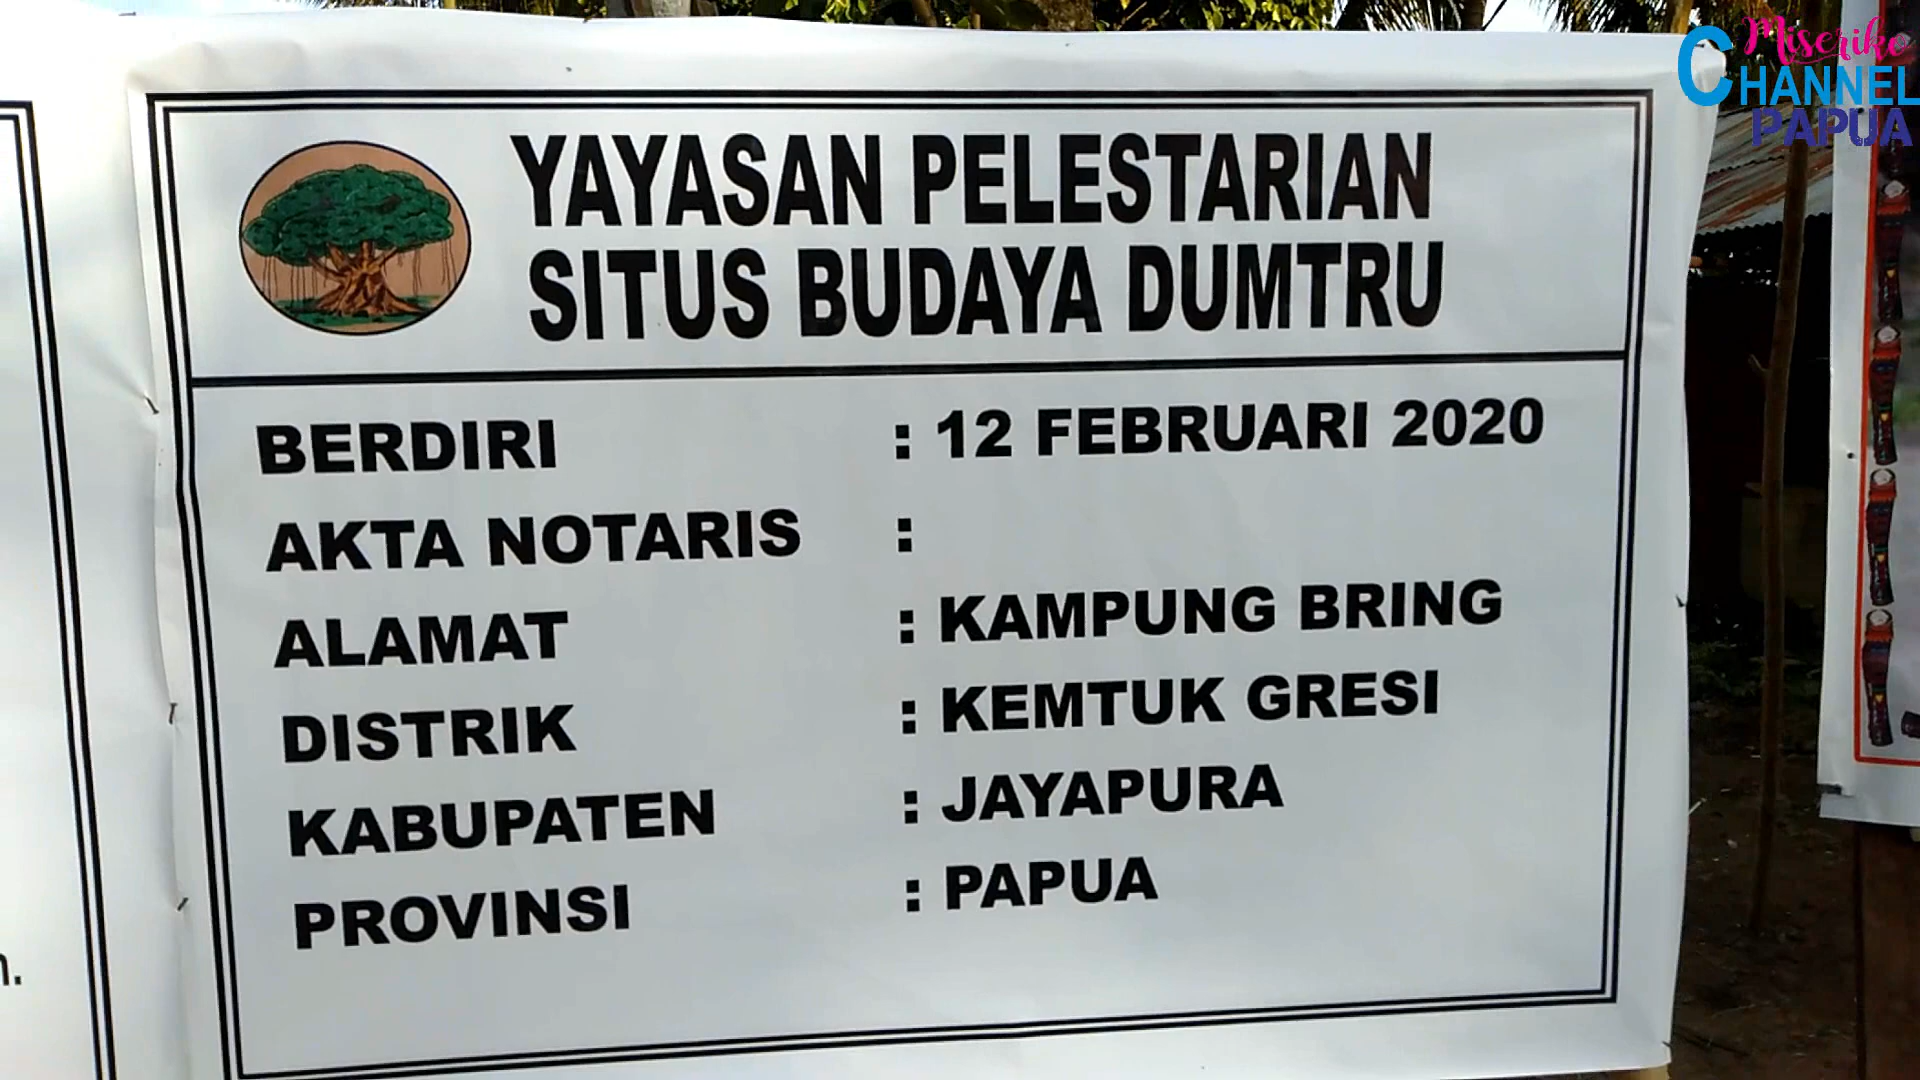 Miserike
CHANNEL
PAPUA
YAYASAN PELESTARIAN
SITUS BUDAYA DUMTRU
BERDIRI : 12 FEBRUARI 2020
AKTA NOTARIS :
ALAMAT : KAMPUNG BRING
DISTRIK : KEMTUK GRESI
KABUPATEN : JAYAPURA
PROVINSI : PAPUA